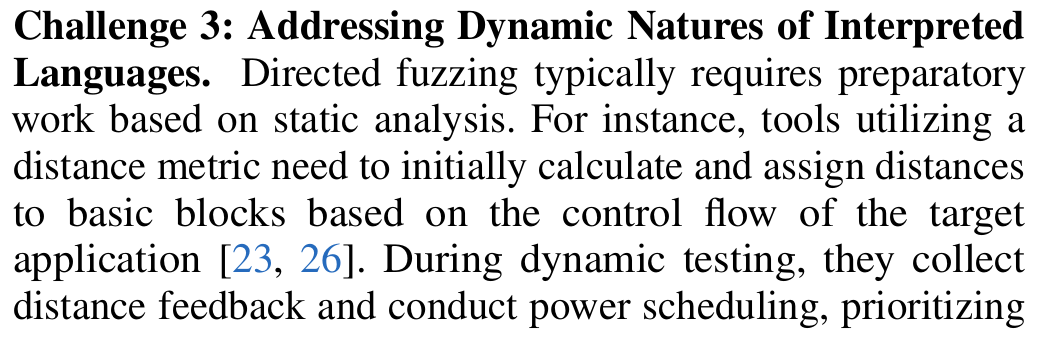 Challenge 3: Addressing Dynamic Natures of Interpreted
Languages. Directed fuzzing typically requires preparatory
work based on static analysis. For instance, tools utilizing a
distance metric need to initially calculate and assign distances
to basic blocks based on the control flow of the target
application [23, 26]. During dynamic testing, they collect
distance feedback and conduct power scheduling, prioritizing